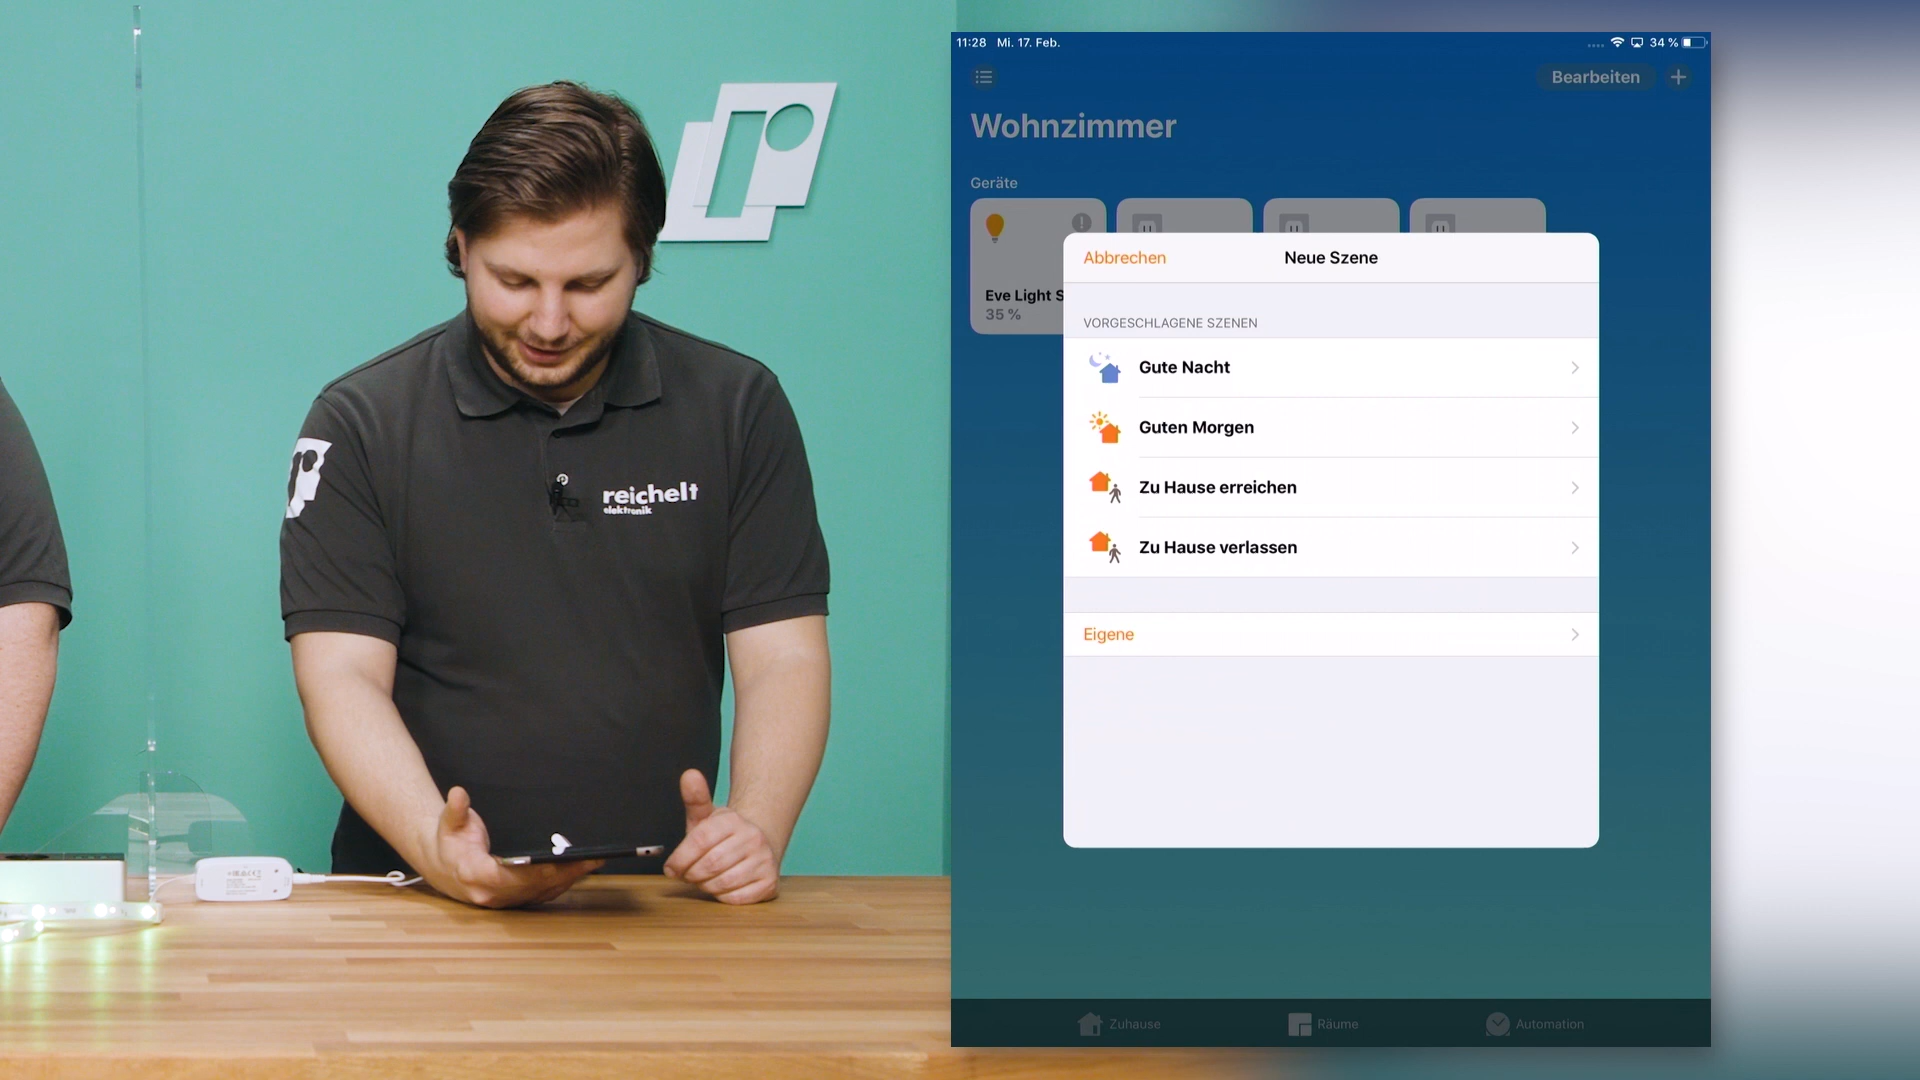 reichelt
elektronik
11:28 Mi. 17. Feb.
34 %
Bearbeiten
Wohnzimmer
Geräte
Eve Light S
35 %
Abbrechen
Neue Szene
VORGESCHLAGENE SZENEN
Gute Nacht
Guten Morgen
Zu Hause erreichen
Zu Hause verlassen
Eigene
Zuhause
Räume
Automation